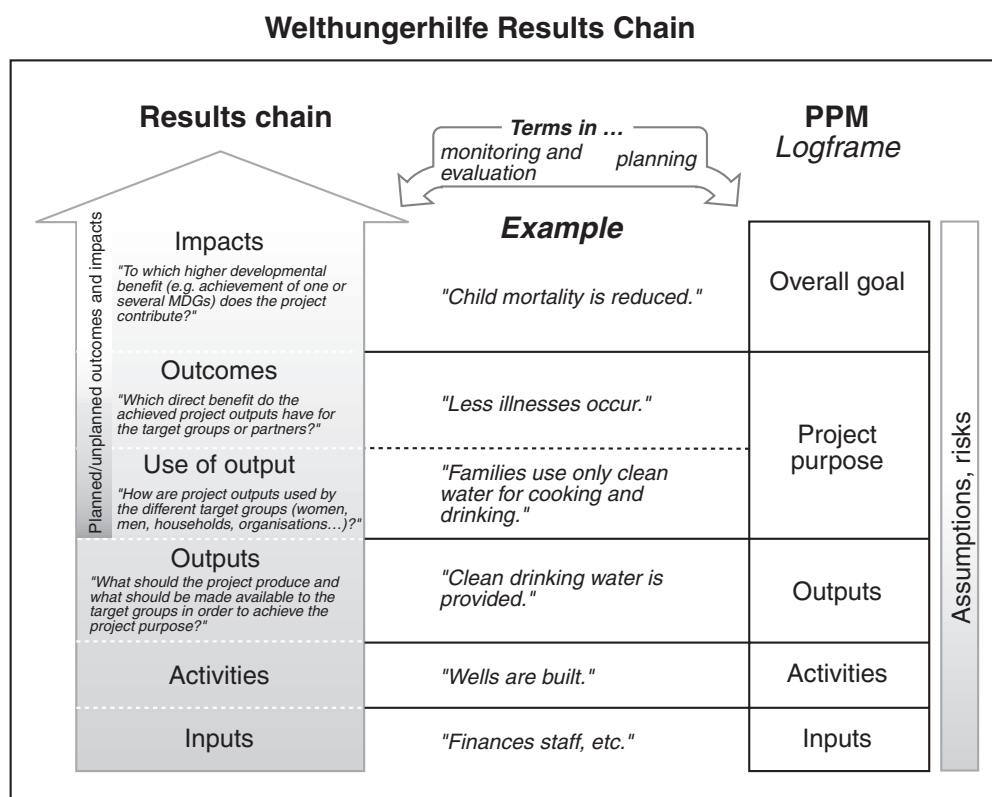 Welthungerhilfe Results Chain
Results chain
Terms in …
monitoring and
evaluation
planning
PPM
Logframe
Example
Planned/unplanned outcomes and impacts
Impacts
"To which higher developmental
benefit (e.g. achievement of one or
several MDGs) does the project
contribute?"
"Child mortality is reduced."
Overall goal
Outcomes
"Which direct benefit do the
achieved project outputs have for
the target groups or partners?"
"Less illnesses occur."
Project
purpose
Use of output
"How are project outputs used by
the different target groups (women,
men, households, organisations…)?"
"Families use only clean
water for cooking and
drinking."
Outputs
"What should the project produce and
what should be made available to the
target groups in order to achieve the
project purpose?"
"Clean drinking water is
provided."
Outputs
Activities
"Wells are built."
Activities
Inputs
"Finances staff, etc."
Inputs
Assumptions, risks